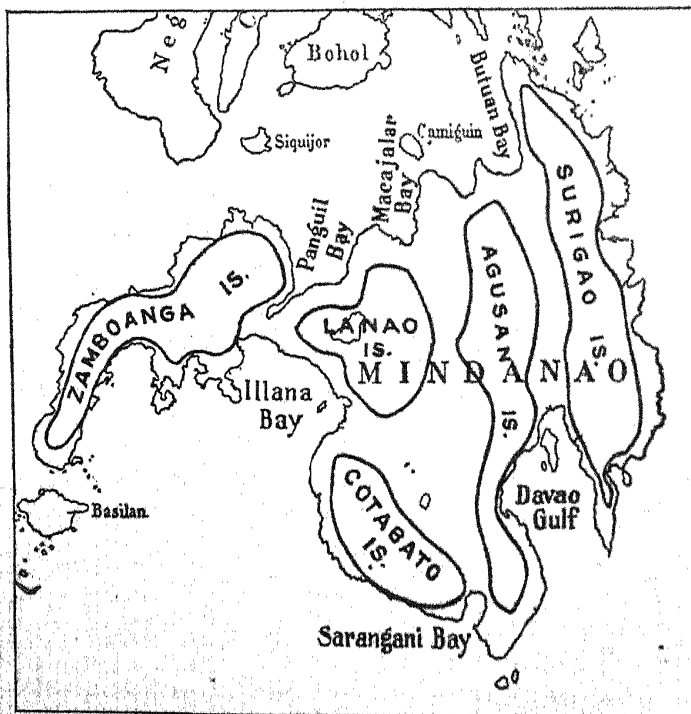 Neg
Bohol
Siquijor
Camiguin
Butuan Bay
Macajalar
Bay
Panguil
Bay
SURIGAO IS.
AGUSAN IS.
ZAMBOANGA IS.
LANAO
IS.
MINDANAO
Illana
Bay
COTABATO
IS.
Davao
Gulf
Basilan
Sarangani Bay